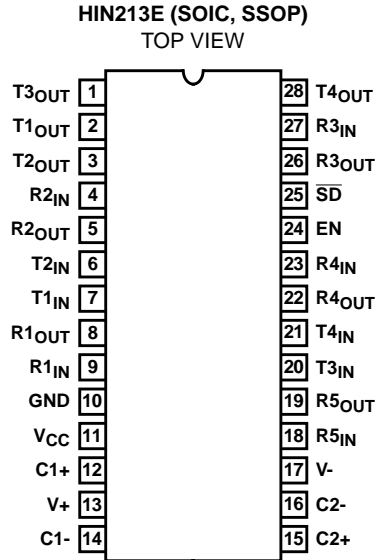 HIN213E (SOIC, SSOP)
TOP VIEW
T3OUT 1 28 T4OUT
T1OUT 2 27 R3IN
T2OUT 3 26 R3OUT
R2IN 4 25 S̅D̅
R2OUT 5 24 EN
T2IN 6 23 R4IN
T1IN 7 22 R4OUT
R1OUT 8 21 T4IN
R1IN 9 20 T3IN
GND 10 19 R5OUT
VCC 11 18 R5IN
C1+ 12 17 V-
V+ 13 16 C2-
C1- 14 15 C2+